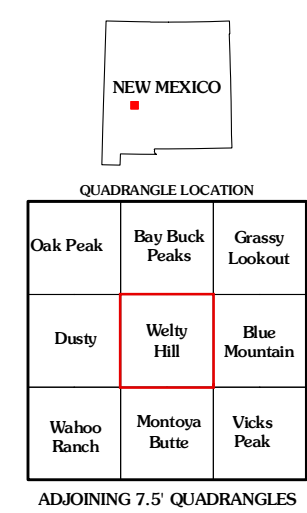 NEW MEXICO
QUADRANGLE LOCATION
Oak Peak
Bay Buck
Peaks
Grassy
Lookout
Dusty
Welty
Hill
Blue
Mountain
Wahoo
Ranch
Montoya
Butte
Vicks
Peak
ADJOINING 7.5' QUADRANGLES